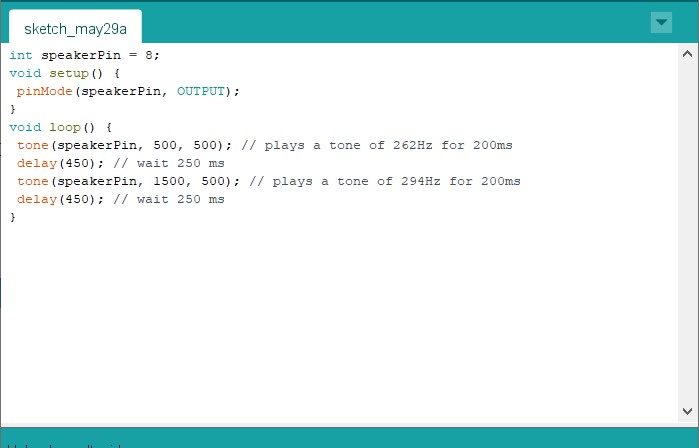 sketch_may29a
int speakerPin = 8;
void setup() {
pinMode(speakerPin, OUTPUT);
}
void loop() {
tone(speakerPin, 500, 500); // plays a tone of 262Hz for 200ms
delay(450); // wait 250 ms
tone(speakerPin, 1500, 500); // plays a tone of 294Hz for 200ms
delay(450); // wait 250 ms
}